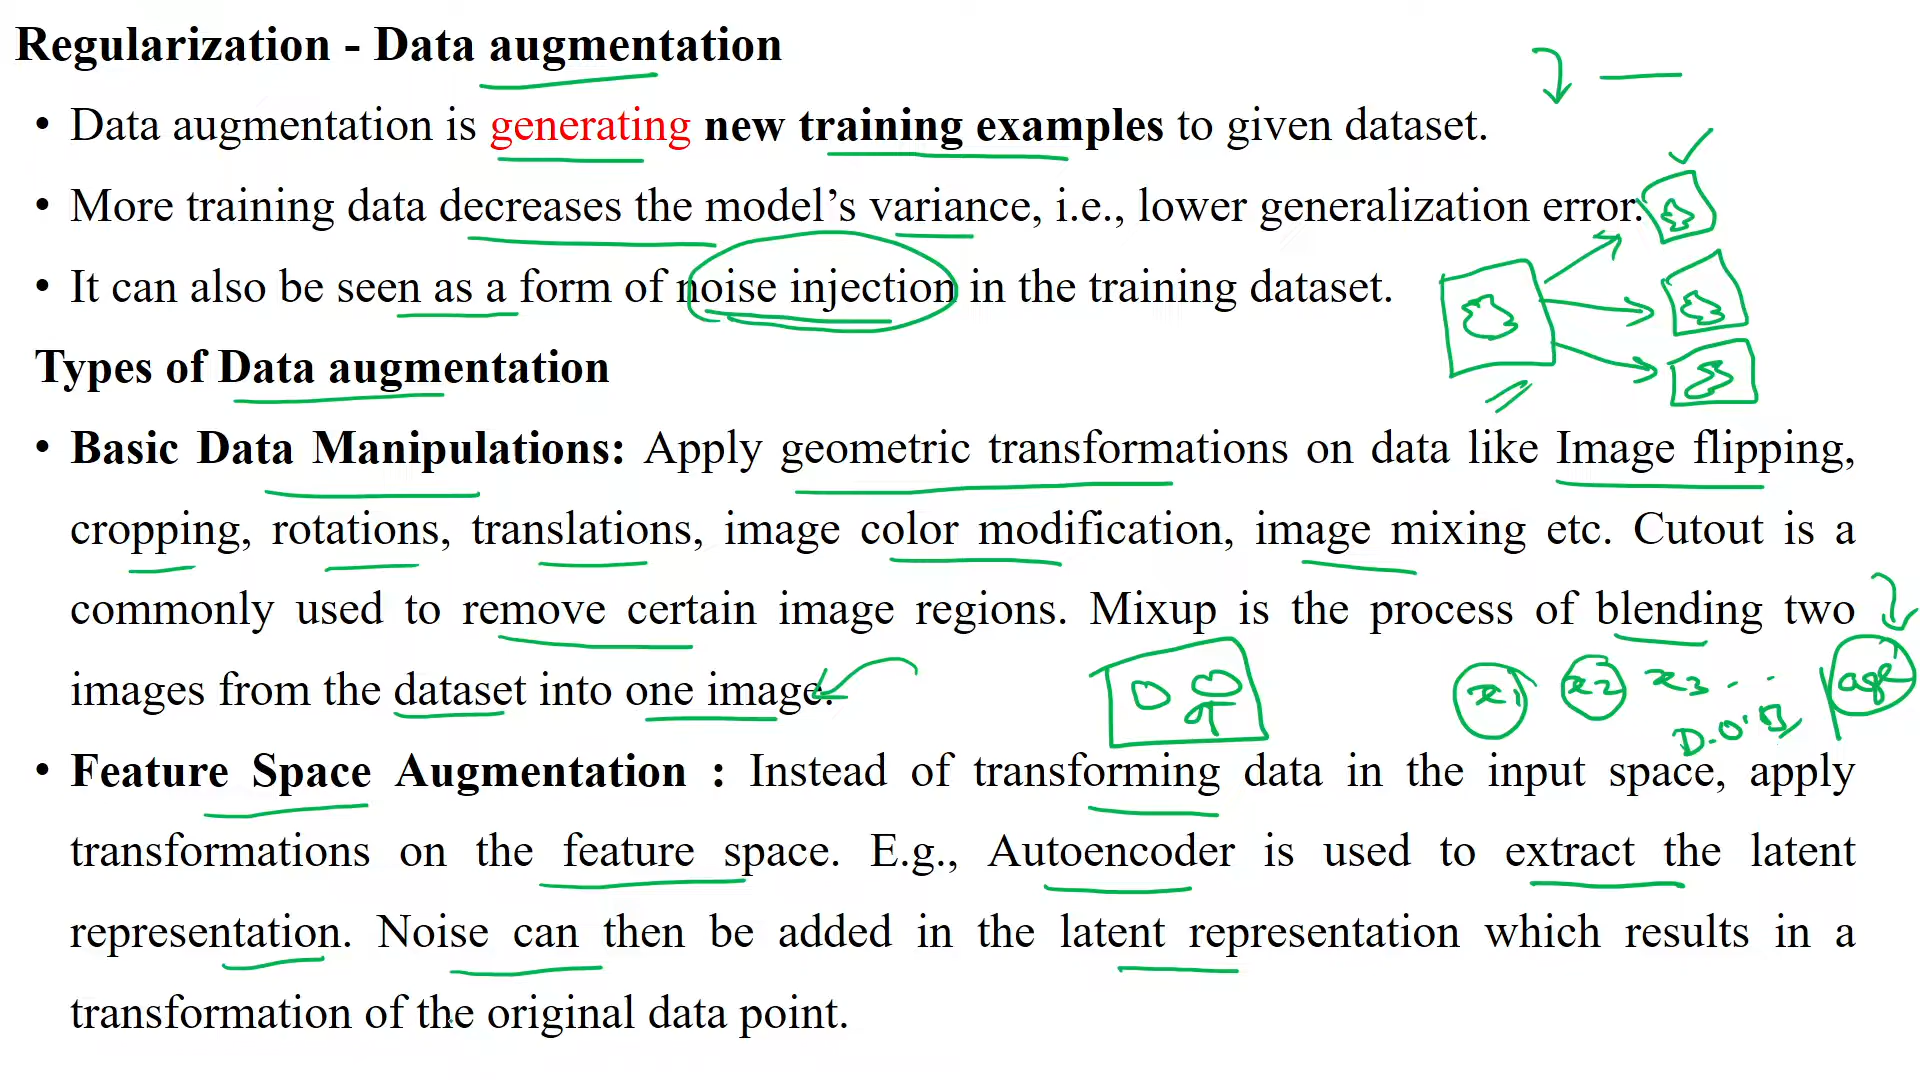 Regularization - Data augmentation
• Data augmentation is generating new training examples to given dataset.
• More training data decreases the model's variance, i.e., lower generalization error.
• It can also be seen as a form of noise injection in the training dataset.
Types of Data augmentation
• Basic Data Manipulations: Apply geometric transformations on data like Image flipping,
cropping, rotations, translations, image color modification, image mixing etc. Cutout is a
commonly used to remove certain image regions. Mixup is the process of blending two
images from the dataset into one image.
x1 x2 x3 .. age
D.O.B
• Feature Space Augmentation : Instead of transforming data in the input space, apply
transformations on the feature space. E.g., Autoencoder is used to extract the latent
representation. Noise can then be added in the latent representation which results in a
transformation of the original data point.